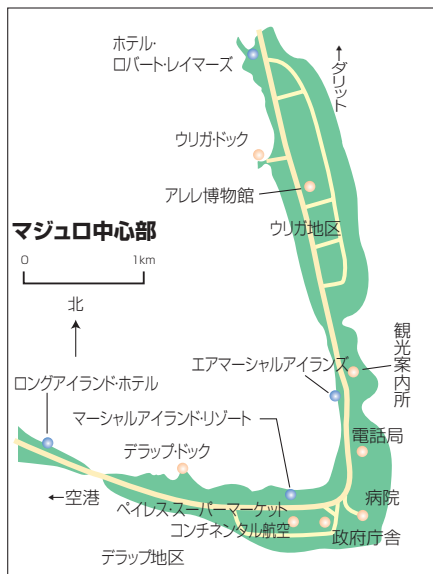 ホテル・
ロバート・レイマーズ
←ダリット
ウリガ・ドック
アレレ博物館
ウリガ地区
マジュロ中心部
0 1km
北
エアマーシャルアイランズ
観光案内所
ロングアイランド・ホテル
マーシャルアイランド・リゾート
デラップ・ドック
電話局
←空港
ペイレス・スーパーマーケット
病院
コンチネンタル航空
政府庁舎
デラップ地区